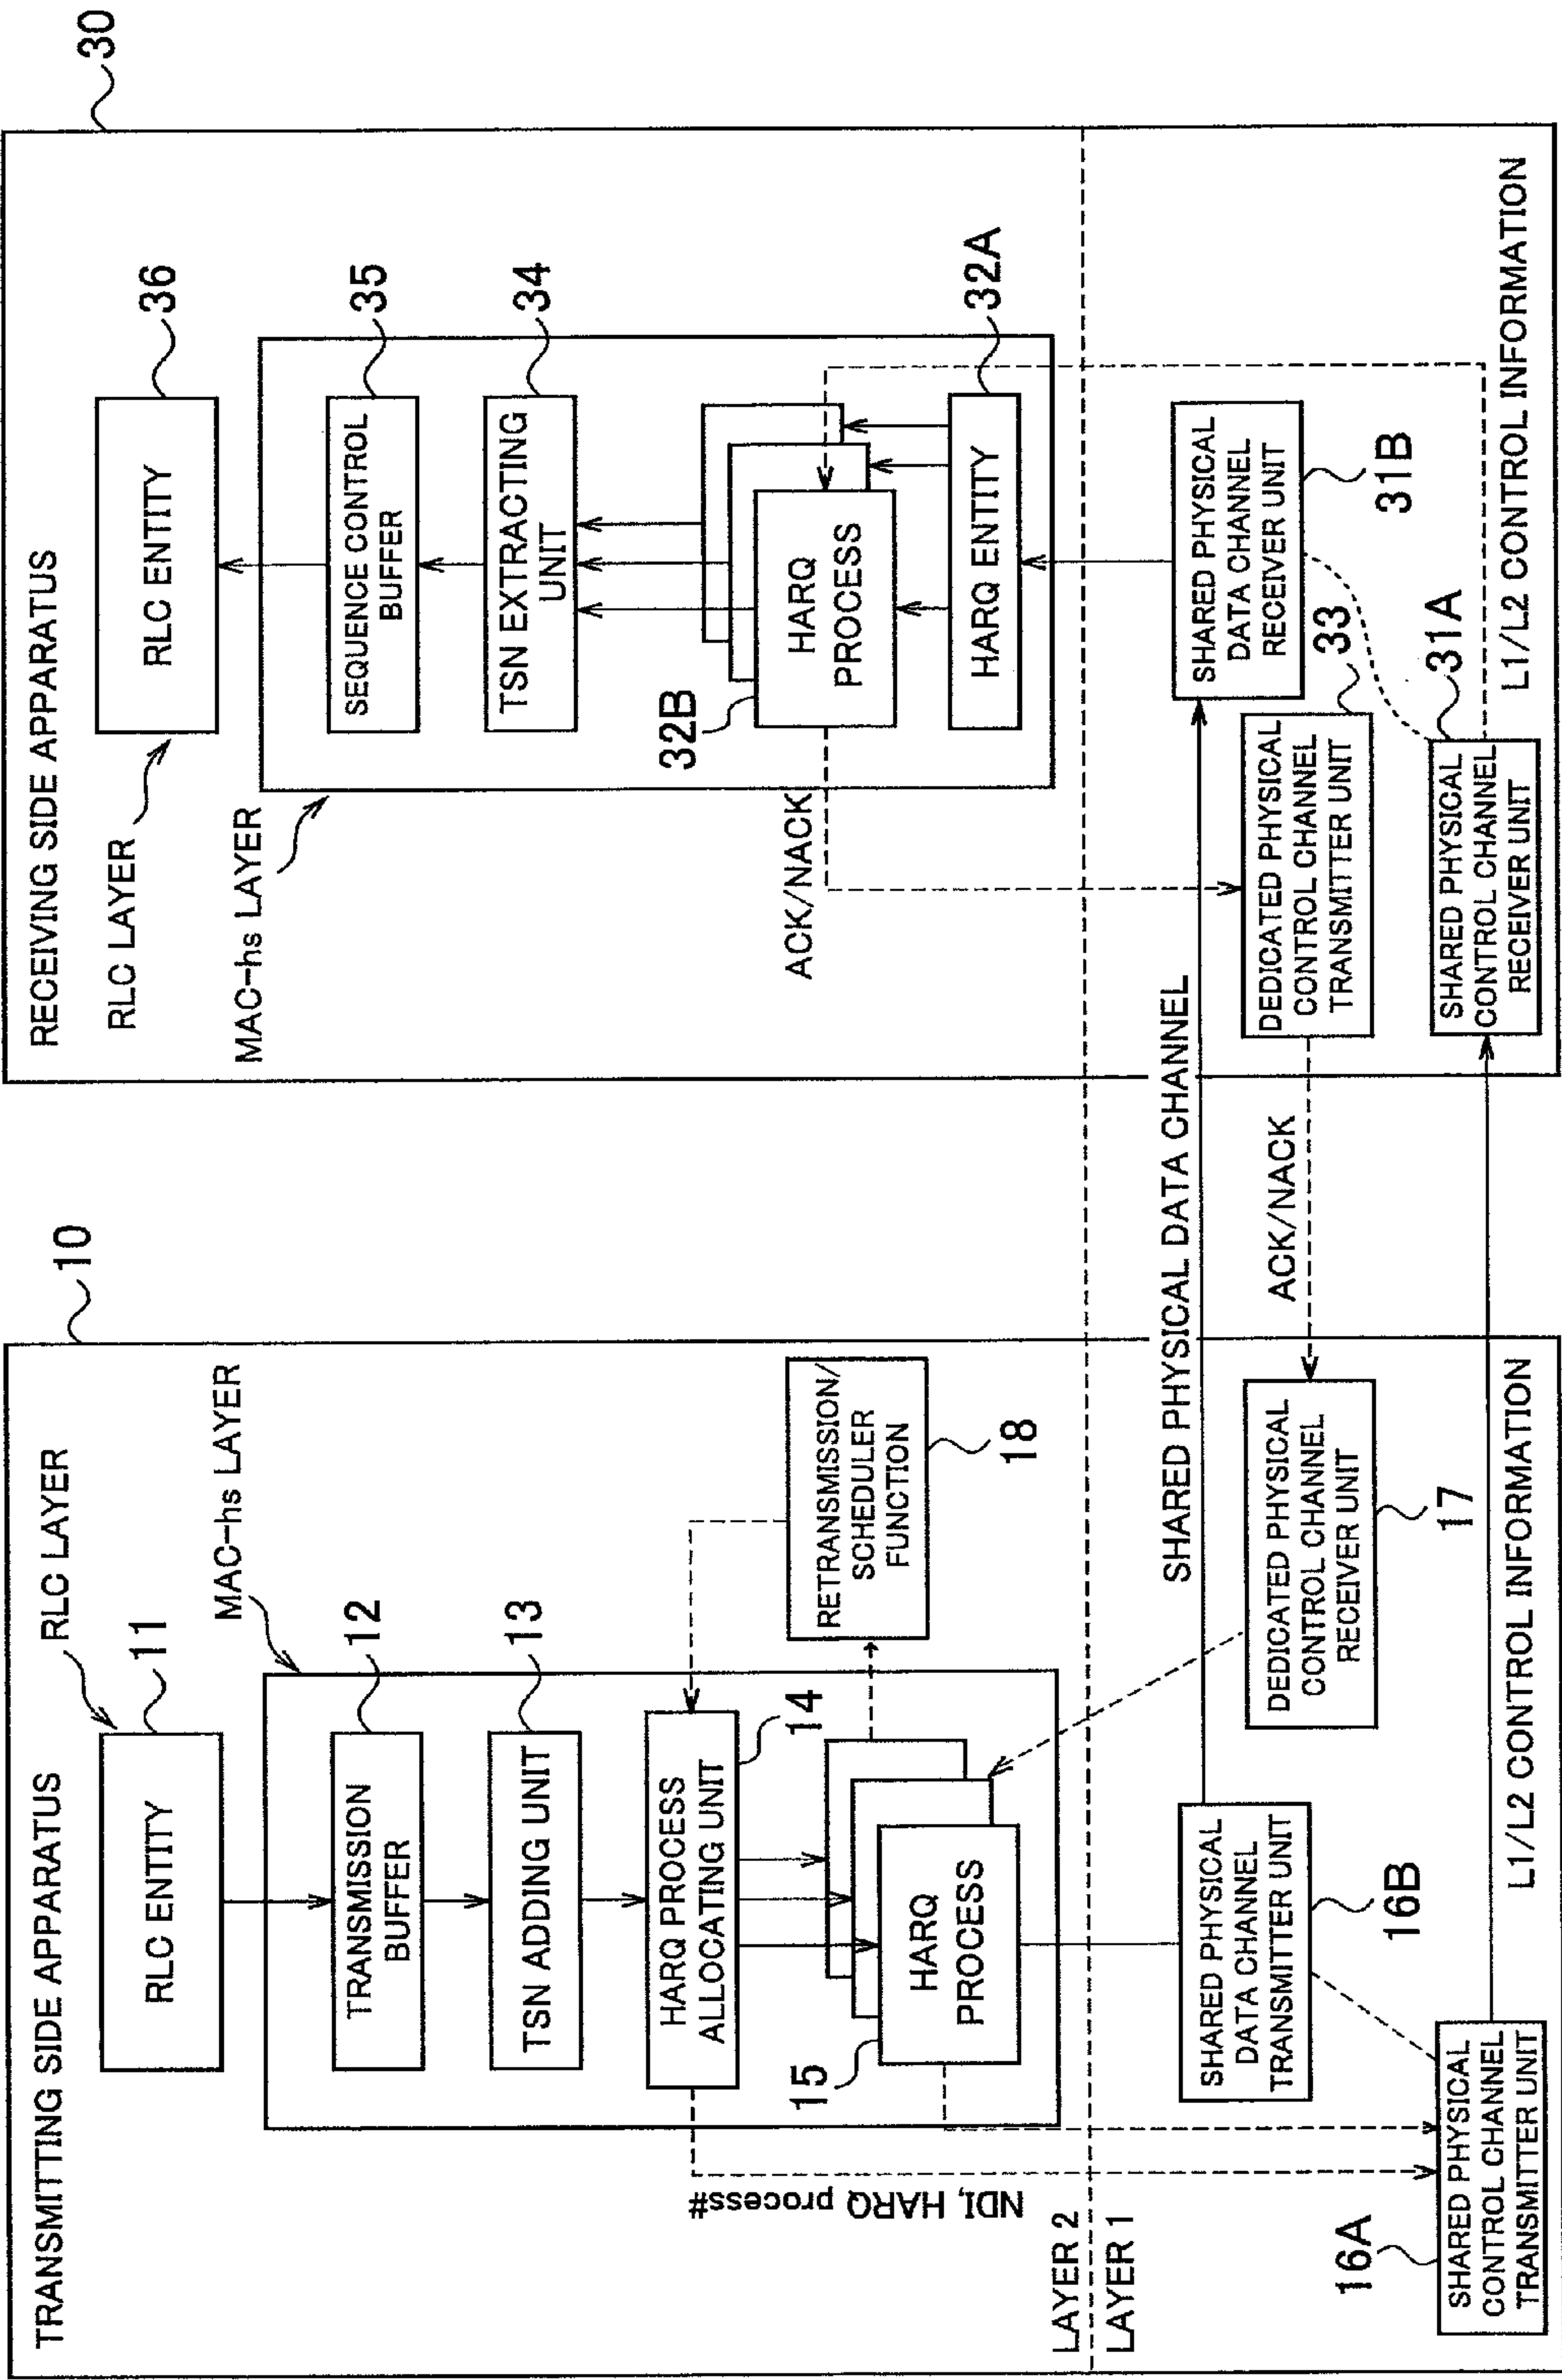 TRANSMITTING SIDE APPARATUS
10
RLC LAYER
RLC ENTITY
11
MAC-hs LAYER
TRANSMISSION
BUFFER
12
TSN ADDING UNIT
13
HARQ PROCESS
ALLOCATING UNIT
14
RETRANSMISSION/
SCHEDULER
FUNCTION
18
15
HARQ
PROCESS
NDI, HARQ process#
LAYER 2
LAYER 1
SHARED PHYSICAL
DATA CHANNEL
TRANSMITTER UNIT
16B
DEDICATED PHYSICAL
CONTROL CHANNEL
RECEIVER UNIT
17
16A
SHARED PHYSICAL
CONTROL CHANNEL
TRANSMITTER UNIT
L1/L2 CONTROL INFORMATION
SHARED PHYSICAL DATA CHANNEL
ACK/NACK
RECEIVING SIDE APPARATUS
30
RLC LAYER
RLC ENTITY
36
MAC-hs LAYER
SEQUENCE CONTROL
BUFFER
35
TSN EXTRACTING
UNIT
34
32B
HARQ
PROCESS
HARQ ENTITY
32A
ACK/NACK
SHARED PHYSICAL
DATA CHANNEL
RECEIVER UNIT
31B
DEDICATED PHYSICAL
CONTROL CHANNEL
TRANSMITTER UNIT
33
SHARED PHYSICAL
CONTROL CHANNEL
RECEIVER UNIT
31A
L1/L2 CONTROL INFORMATION